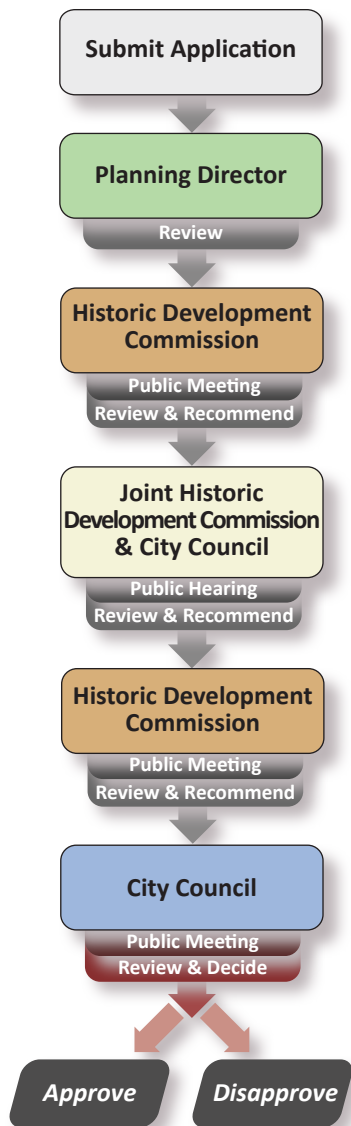 Submit Application
Planning Director
Review
Historic Development
Commission
Public Meeting
Review & Recommend
Joint Historic
Development Commission
& City Council
Public Hearing
Review & Recommend
Historic Development
Commission
Public Meeting
Review & Recommend
City Council
Public Meeting
Review & Decide
Approve
Disapprove